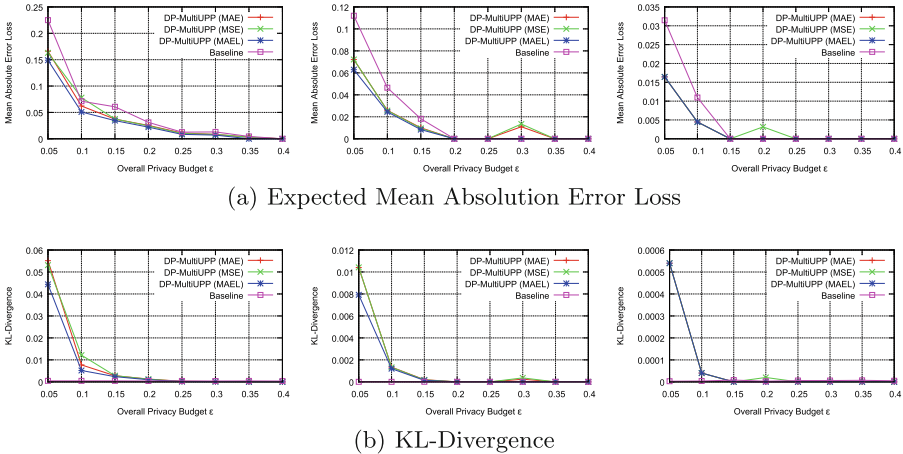 0.25
0.2
0.15
0.1
0.05
0
Mean Absolute Error Loss
DP-MultiUPP (MAE)
DP-MultiUPP (MSE)
DP-MultiUPP (MAEL)
Baseline
0.05 0.1 0.15 0.2 0.25 0.3 0.35 0.4
Overall Privacy Budget ε
0.12
0.1
0.08
0.06
0.04
0.02
0
Mean Absolute Error Loss
DP-MultiUPP (MAE)
DP-MultiUPP (MSE)
DP-MultiUPP (MAEL)
Baseline
0.05 0.1 0.15 0.2 0.25 0.3 0.35 0.4
Overall Privacy Budget ε
0.035
0.03
0.025
0.02
0.015
0.01
0.005
0
Mean Absolute Error Loss
DP-MultiUPP (MAE)
DP-MultiUPP (MSE)
DP-MultiUPP (MAEL)
Baseline
0.05 0.1 0.15 0.2 0.25 0.3 0.35 0.4
Overall Privacy Budget ε
(a) Expected Mean Absolution Error Loss
0.06
0.05
0.04
0.03
0.02
0.01
0
KL-Divergence
DP-MultiUPP (MAE)
DP-MultiUPP (MSE)
DP-MultiUPP (MAEL)
Baseline
0.05 0.1 0.15 0.2 0.25 0.3 0.35 0.4
Overall Privacy Budget ε
0.012
0.01
0.008
0.006
0.004
0.002
0
KL-Divergence
DP-MultiUPP (MAE)
DP-MultiUPP (MSE)
DP-MultiUPP (MAEL)
Baseline
0.05 0.1 0.15 0.2 0.25 0.3 0.35 0.4
Overall Privacy Budget ε
0.0006
0.0005
0.0004
0.0003
0.0002
0.0001
0
KL-Divergence
DP-MultiUPP (MAE)
DP-MultiUPP (MSE)
DP-MultiUPP (MAEL)
Baseline
0.05 0.1 0.15 0.2 0.25 0.3 0.35 0.4
Overall Privacy Budget ε
(b) KL-Divergence